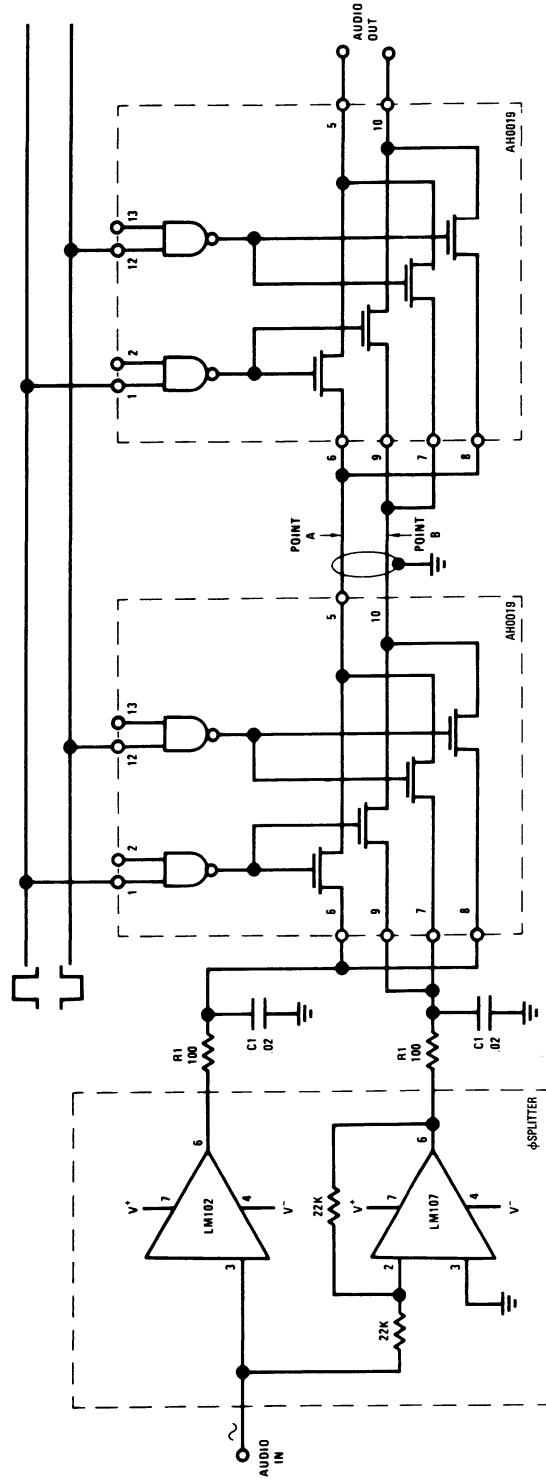 AUDIO
IN
~
3
7
V+
LM102
6
4
V−
22K
22K
2
7
V+
LM107
6
3
4
V−
φSPLITTER
R1
100
C1
.02
R1
100
C1
.02
1
2
12
13
6
9
7
8
5
10
AH0019
POINT
A
POINT
B
1
2
12
13
6
9
7
8
5
10
AH0019
AUDIO
OUT